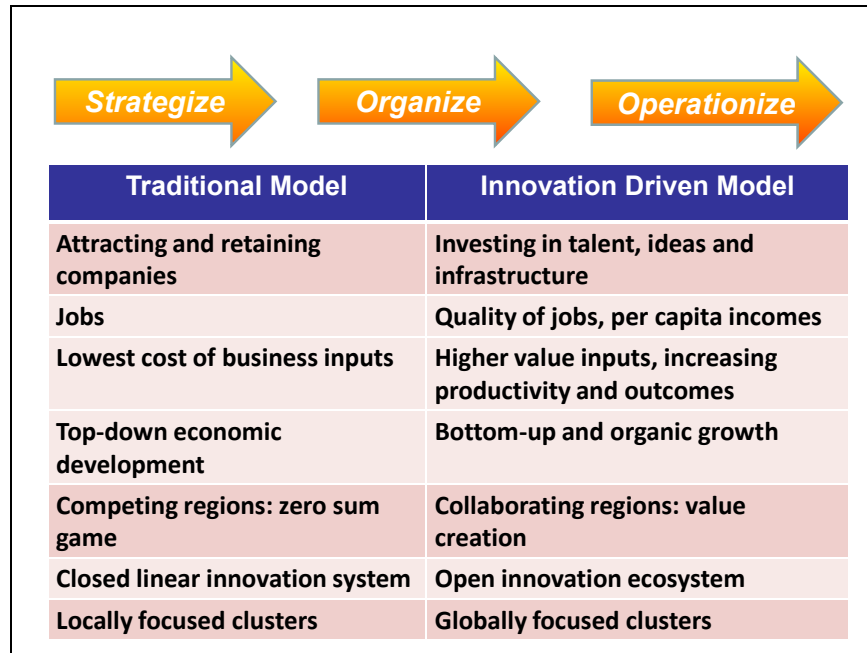 Strategize
Organize
Operationize
Traditional Model
Innovation Driven Model
Attracting and retaining
companies
Investing in talent, ideas and
infrastructure
Jobs
Quality of jobs, per capita incomes
Lowest cost of business inputs
Higher value inputs, increasing
productivity and outcomes
Top-down economic
development
Bottom-up and organic growth
Competing regions: zero sum
game
Collaborating regions: value
creation
Closed linear innovation system
Open innovation ecosystem
Locally focused clusters
Globally focused clusters